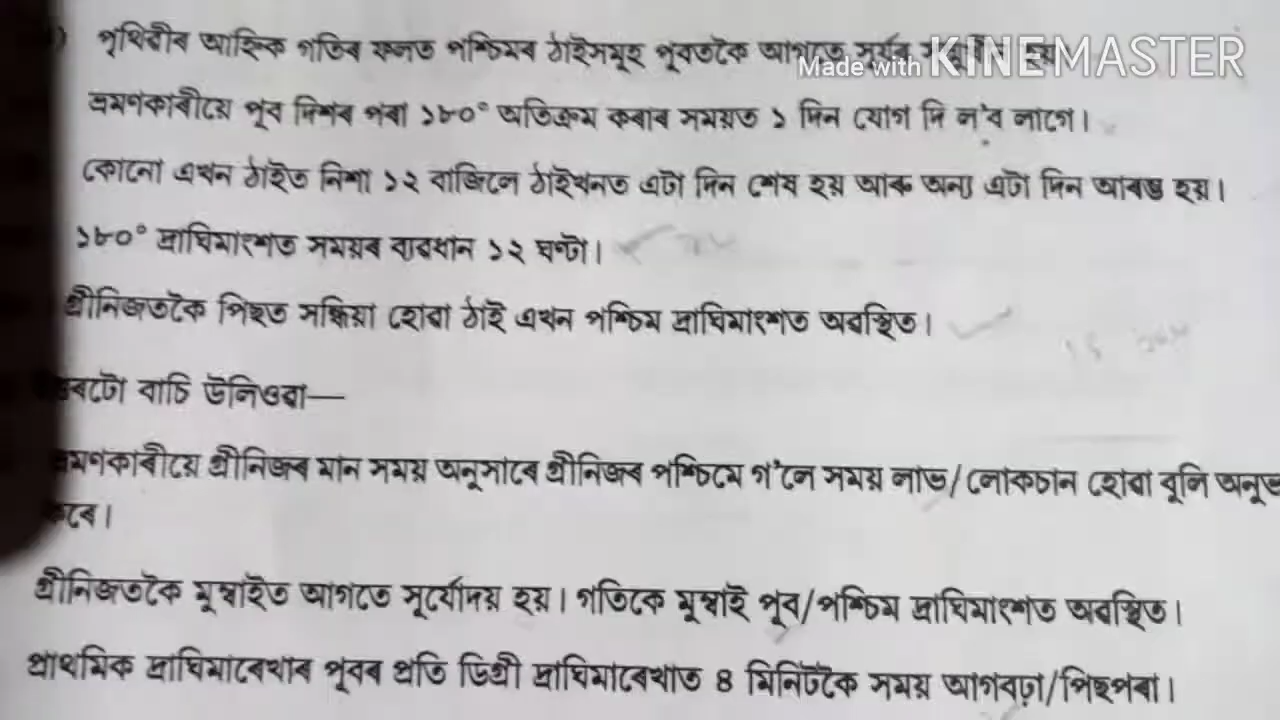 পৃথিৱীৰ আহ্নিক গতিৰ ফলত পশ্চিমৰ ঠাইসমূহ পূবতকৈ আগতে সূৰ্যৰ হয়
Made with KINEMASTER
ভ্ৰমণকাৰীয়ে পূব দিশৰ পৰা ১৮০° অতিক্ৰম কৰাৰ সময়ত ১ দিন যোগ দি ল'ব লাগে।
কোনো এখন ঠাইত নিশা ১২ বাজিলে ঠাইখনত এটা দিন শেষ হয় আৰু অন্য এটা দিন আৰম্ভ হয়।
১৮০° দ্ৰাঘিমাংশত সময়ৰ ব্যৱধান ১২ ঘণ্টা।
গ্ৰীনিজতকৈ পিছত সন্ধিয়া হোৱা ঠাই এখন পশ্চিম দ্ৰাঘিমাংশত অৱস্থিত।
বাচি উলিওৱা—
ভ্ৰমণকাৰীয়ে গ্ৰীনিজৰ মান সময় অনুসাৰে গ্ৰীনিজৰ পশ্চিমে গ'লে সময় লাভ/লোকচান হোৱা বুলি
কৰে।
গ্ৰীনিজতকৈ মুম্বাইত আগতে সূৰ্যোদয় হয়। গতিকে মুম্বাই পূব/পশ্চিম দ্ৰাঘিমাংশত অৱস্থিত।
প্ৰাথমিক দ্ৰাঘিমাৰেখাৰ পূবৰ প্ৰতি ডিগ্ৰী দ্ৰাঘিমাৰেখাত ৪ মিনিটকৈ সময় আগবঢ়া/পিছপৰা।